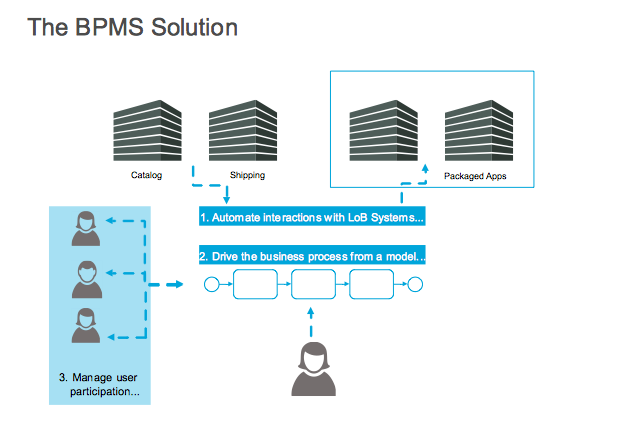 The BPMS Solution
Catalog
Shipping
Packaged Apps
1. Automate interactions with LoB Systems...
2. Drive the business process from a model...
3. Manage user
participation...